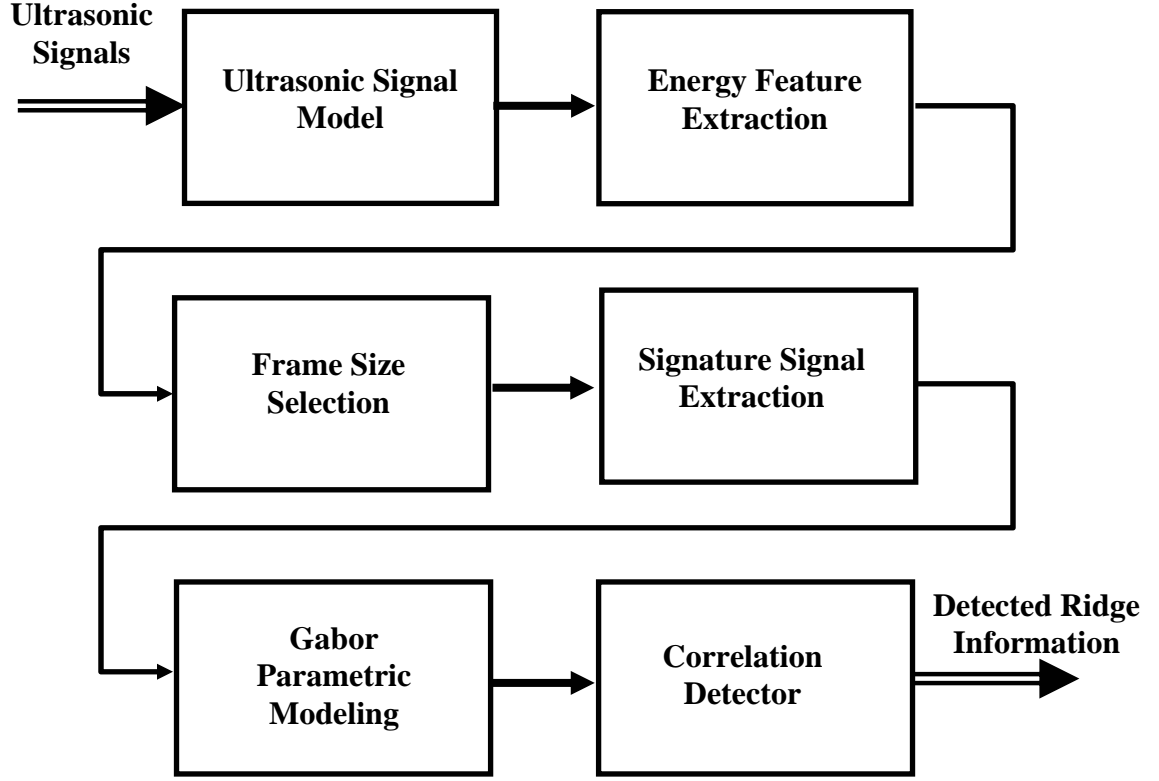 Ultrasonic
Signals
Ultrasonic Signal
Model
Energy Feature
Extraction
Frame Size
Selection
Signature Signal
Extraction
Gabor
Parametric
Modeling
Correlation
Detector
Detected Ridge
Information